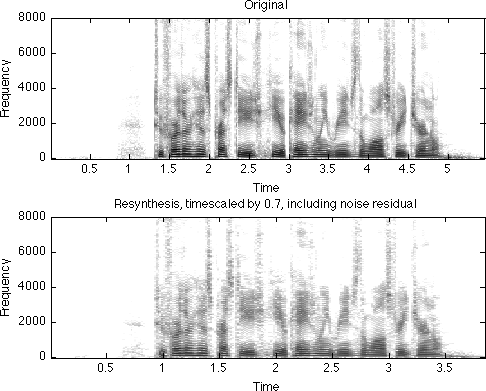 Original
8000
6000
4000
2000
0
Frequency
0.5 1 1.5 2 2.5 3 3.5 4 4.5 5
Time
Resynthesis, timescaled by 0.7, including noise residual
8000
6000
4000
2000
0
Frequency
0.5 1 1.5 2 2.5 3 3.5
Time